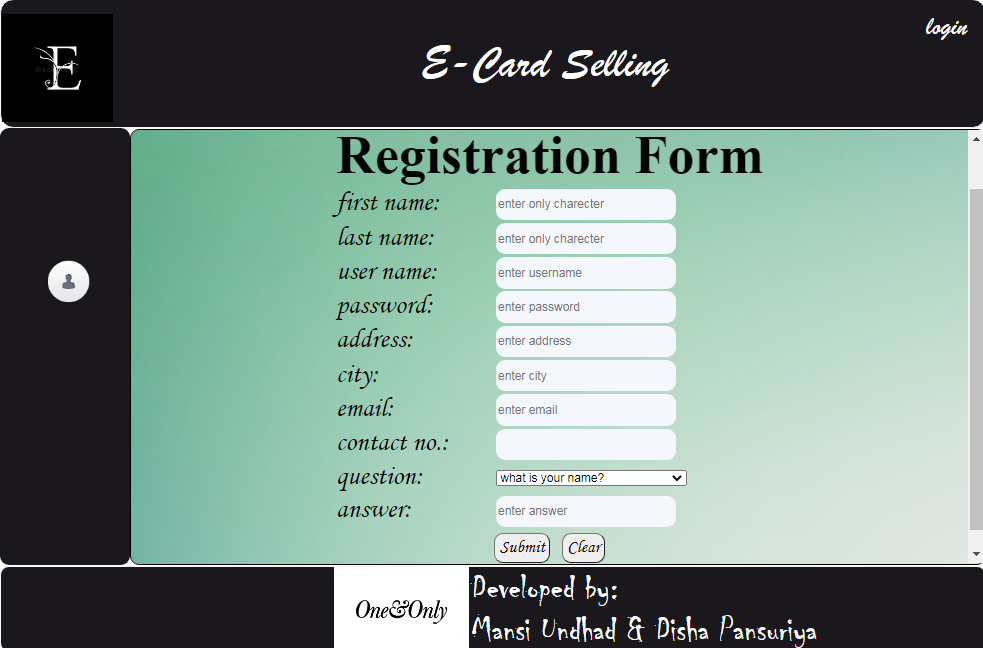 login
E
E-Card Selling
Registration Form
first name: enter only charecter
last name: enter only charecter
user name: enter username
password: enter password
address: enter address
city: enter city
email: enter email
contact no.:
question: what is your name?
answer: enter answer
Submit Clear
One&Only
Developed by:
Mansi Undhad & Disha Pansuriya